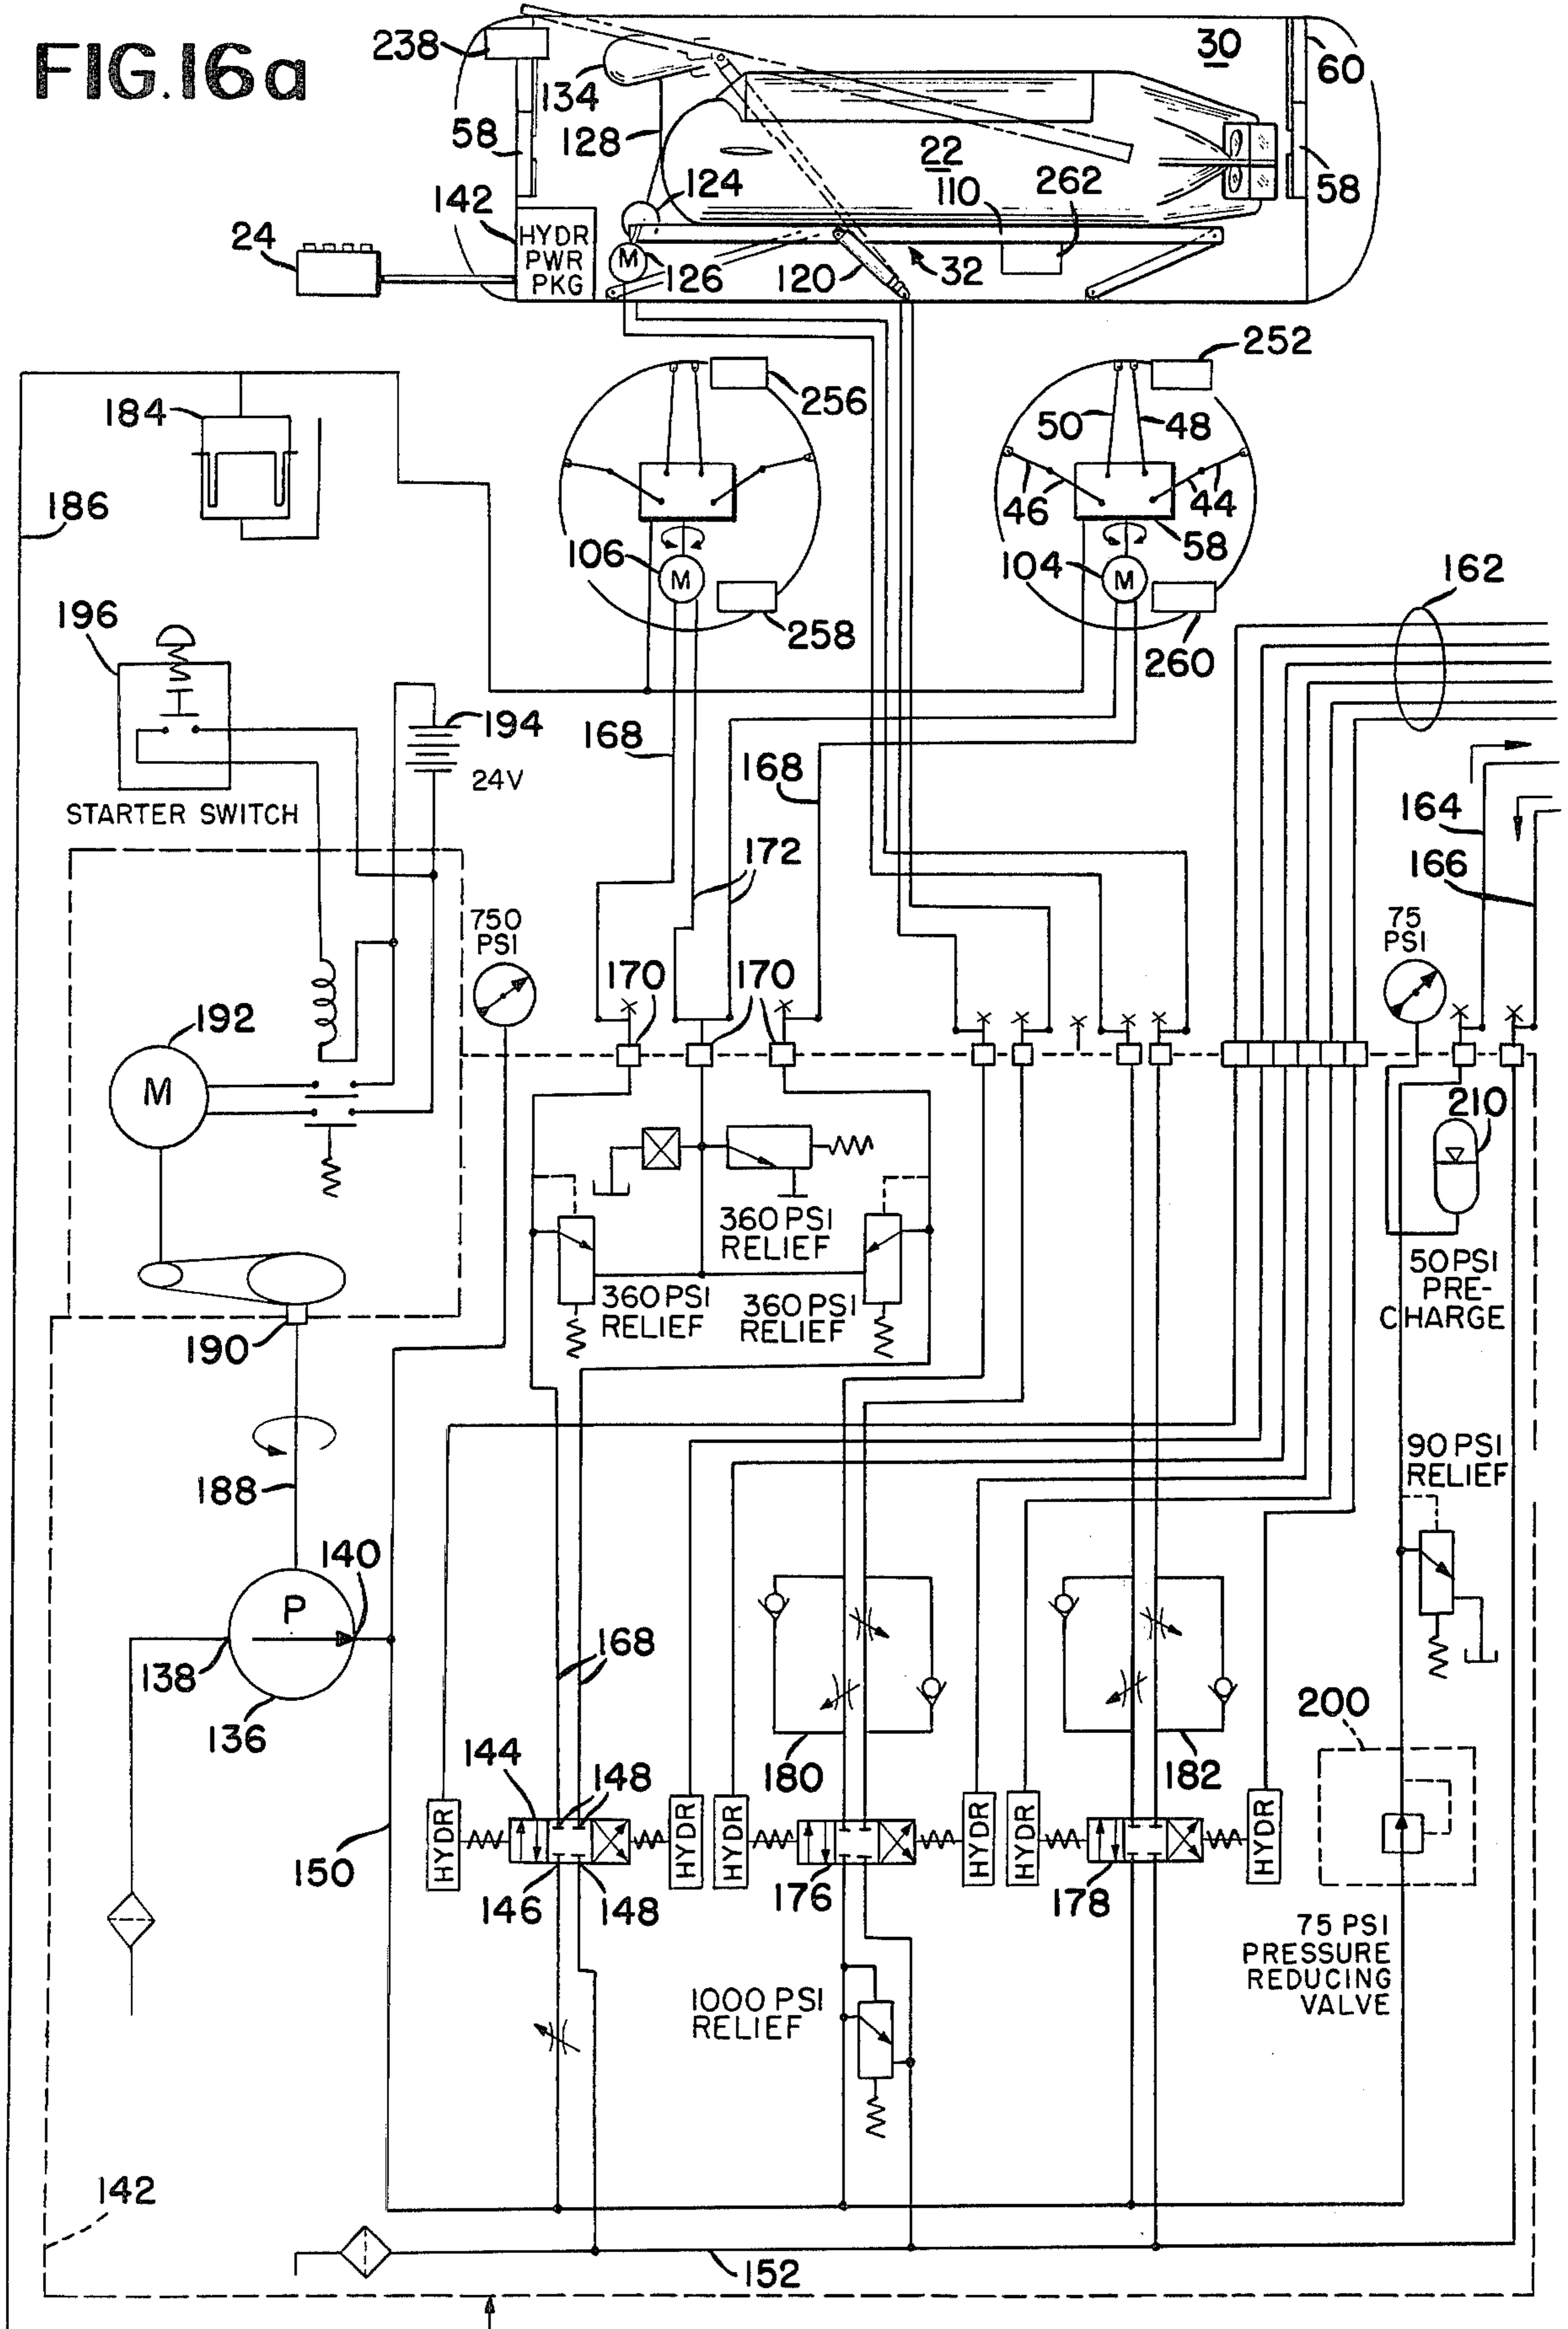 FIG.16a
238
134
58
128
124
142
HYDR
PWR
PKG
24
M
126
120
32
22
110
262
30
60
58
252
256
184
50
48
46
44
58
186
106
M
104
M
258
260
162
196
194
24V
STARTER SWITCH
168
168
164
166
172
750
PSI
75
PSI
170
170
192
M
210
360 PSI
RELIEF
360 PSI
RELIEF
360 PSI
RELIEF
50 PSI
PRE-
CHARGE
190
188
90 PSI
RELIEF
140
P
138
136
168
200
144
148
180
182
HYDR
HYDR
HYDR
HYDR
HYDR
HYDR
150
146
148
176
178
75 PSI
PRESSURE
REDUCING
VALVE
1000 PSI
RELIEF
142
152